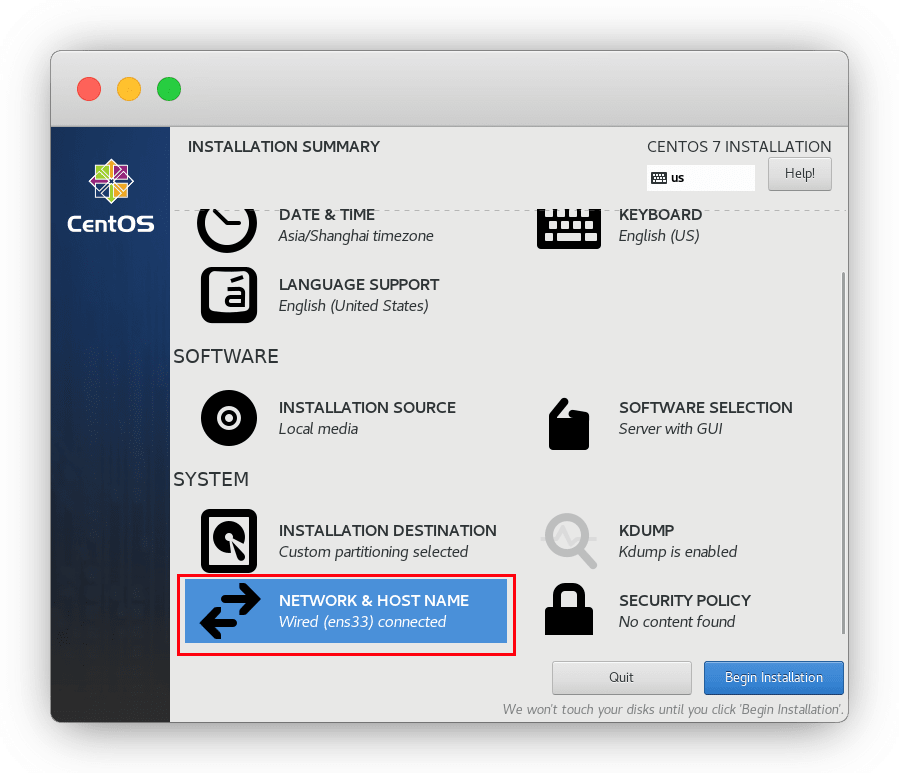 INSTALLATION SUMMARY
CENTOS 7 INSTALLATION
us
Help!
CentOS
DATE & TIME
Asia/Shanghai timezone
KEYBOARD
English (US)
LANGUAGE SUPPORT
English (United States)
SOFTWARE
INSTALLATION SOURCE
Local media
SOFTWARE SELECTION
Server with GUI
SYSTEM
INSTALLATION DESTINATION
Custom partitioning selected
KDUMP
Kdump is enabled
NETWORK & HOST NAME
Wired (ens33) connected
SECURITY POLICY
No content found
Quit
Begin Installation
We won't touch your disks until you click 'Begin Installation'.